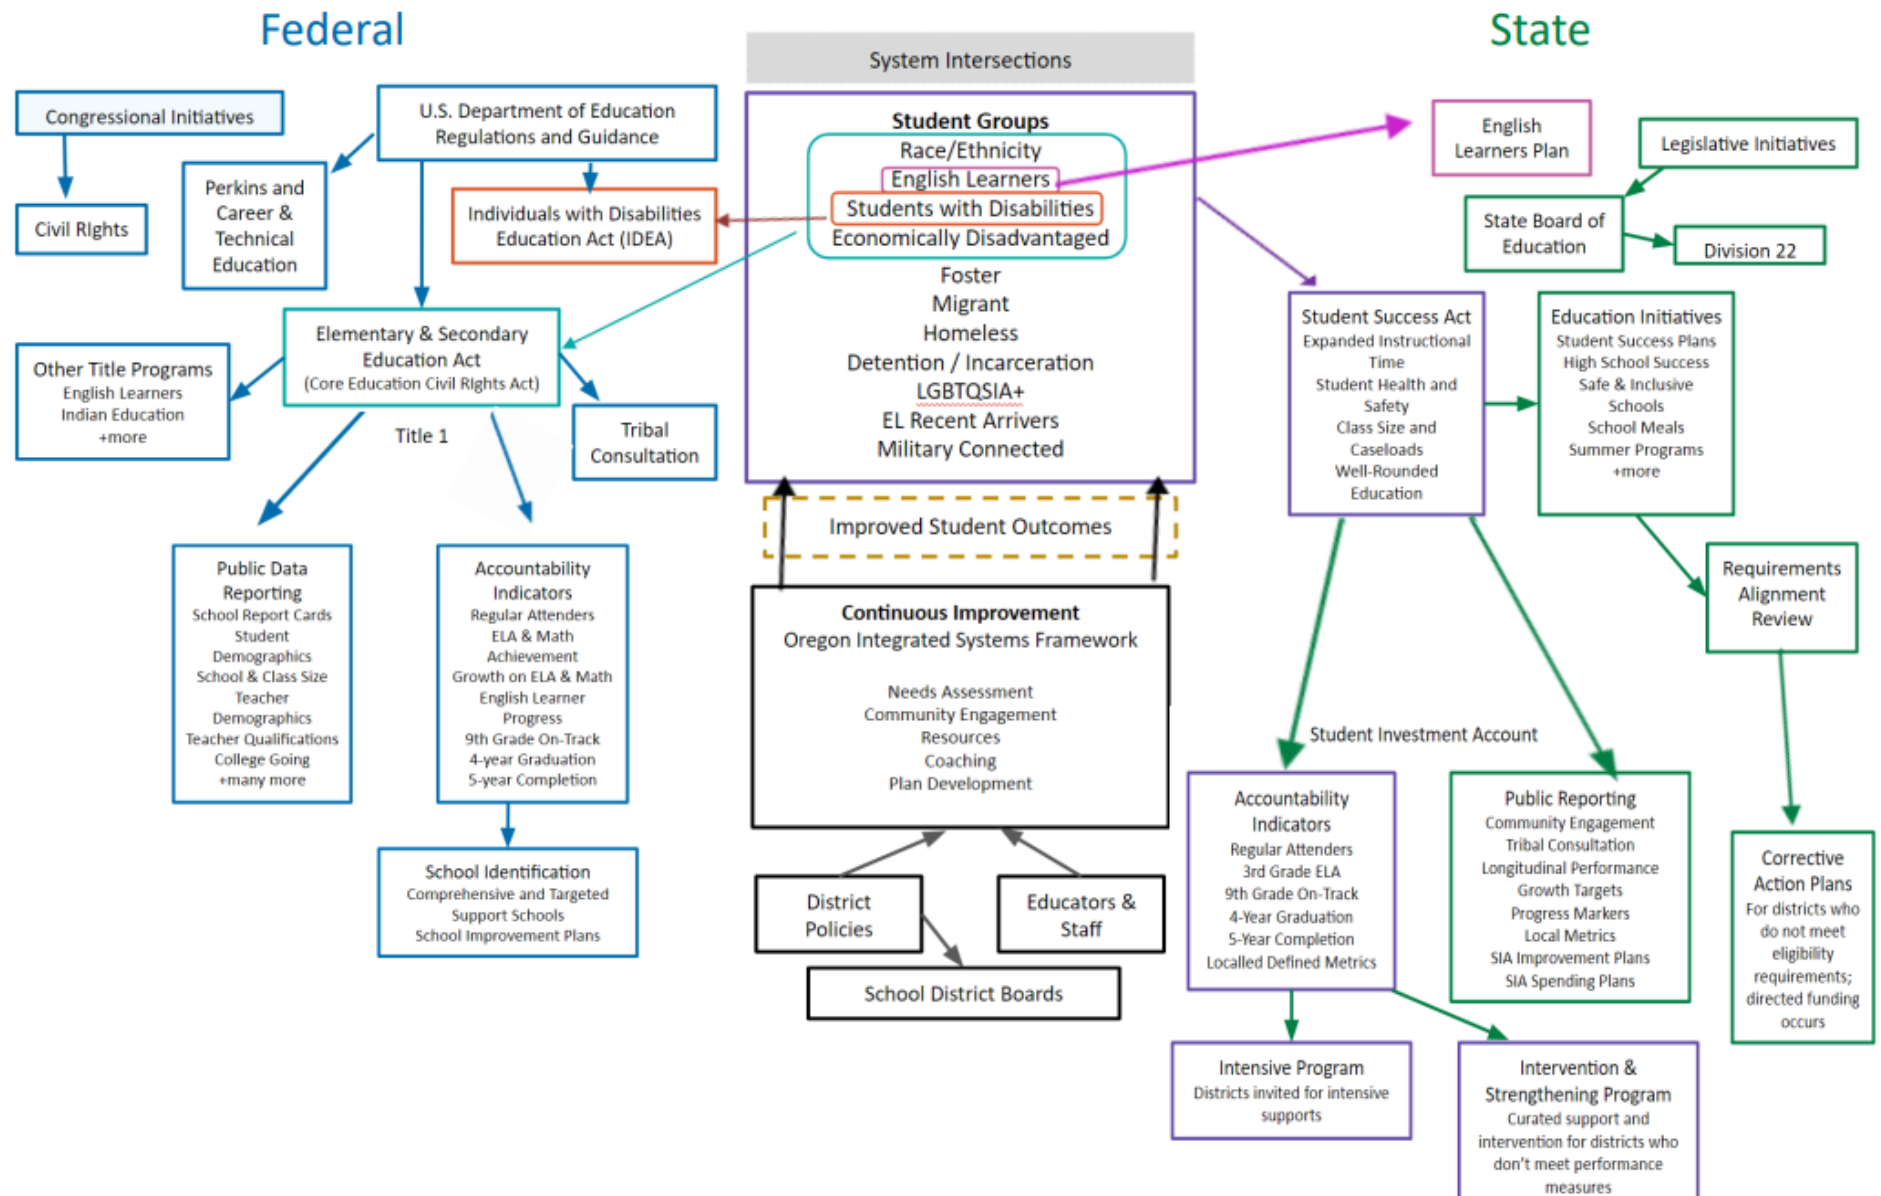 Federal
State
System Intersections
Congressional Initiatives
U.S. Department of Education
Regulations and Guidance
Perkins and
Career &
Technical
Education
Civil RIghts
Individuals with Disabilities
Education Act (IDEA)
Elementary & Secondary
Education Act
(Core Education Civil RIghts Act)
Other Title Programs
English Learners
Indian Education
+more
Title 1
Tribal
Consultation
Public Data
Reporting
School Report Cards
Student
Demographics
School & Class Size
Teacher
Demographics
Teacher Qualifications
College Going
+many more
Accountability
Indicators
Regular Attenders
ELA & Math
Achievement
Growth on ELA & Math
English Learner
Progress
9th Grade On-Track
4-year Graduation
5-year Completion
School Identification
Comprehensive and Targeted
Support Schools
School Improvement Plans
Student Groups
Race/Ethnicity
English Learners
Students with Disabilities
Economically Disadvantaged
Foster
Migrant
Homeless
Detention / Incarceration
LGBTQSIA+
EL Recent Arrivers
Military Connected
Improved Student Outcomes
Continuous Improvement
Oregon Integrated Systems Framework
Needs Assessment
Community Engagement
Resources
Coaching
Plan Development
District
Policies
Educators &
Staff
School District Boards
English
Learners Plan
Legislative Initiatives
State Board of
Education
Division 22
Student Success Act
Expanded Instructional
Time
Student Health and
Safety
Class Size and
Caseloads
Well-Rounded
Education
Education Initiatives
Student Success Plans
High School Success
Safe & Inclusive
Schools
School Meals
Summer Programs
+more
Requirements
Alignment
Review
Student Investment Account
Accountability
Indicators
Regular Attenders
3rd Grade ELA
9th Grade On-Track
4-Year Graduation
5-Year Completion
Localled Defined Metrics
Public Reporting
Community Engagement
Tribal Consultation
Longitudinal Performance
Growth Targets
Progress Markers
Local Metrics
SIA Improvement Plans
SIA Spending Plans
Corrective
Action Plans
For districts who
do not meet
eligibility
requirements;
directed funding
occurs
Intensive Program
Districts invited for intensive
supports
Intervention &
Strengthening Program
Curated support and
intervention for districts who
don't meet performance
measures